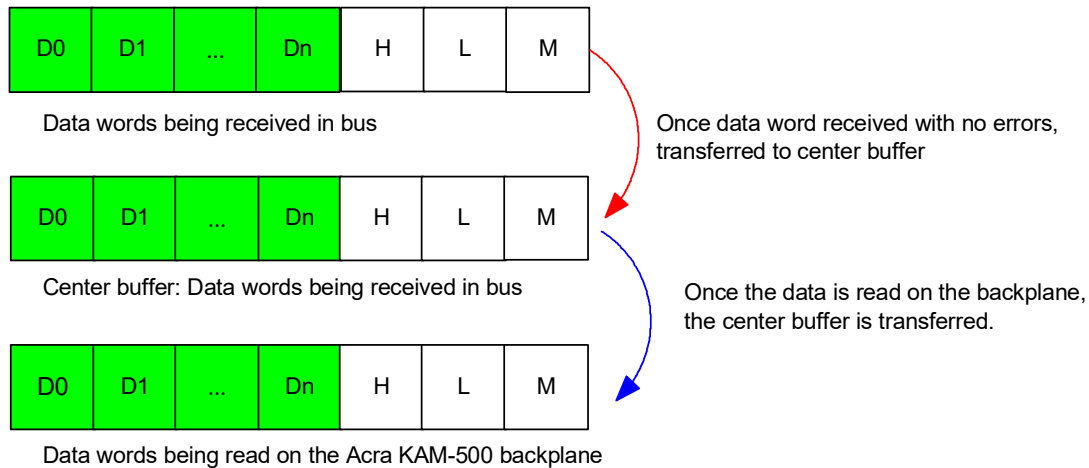 D0 D1 ... Dn H L M
Data words being received in bus
Once data word received with no errors,
transferred to center buffer
D0 D1 ... Dn H L M
Center buffer: Data words being received in bus
Once the data is read on the backplane,
the center buffer is transferred.
D0 D1 ... Dn H L M
Data words being read on the Acra KAM-500 backplane